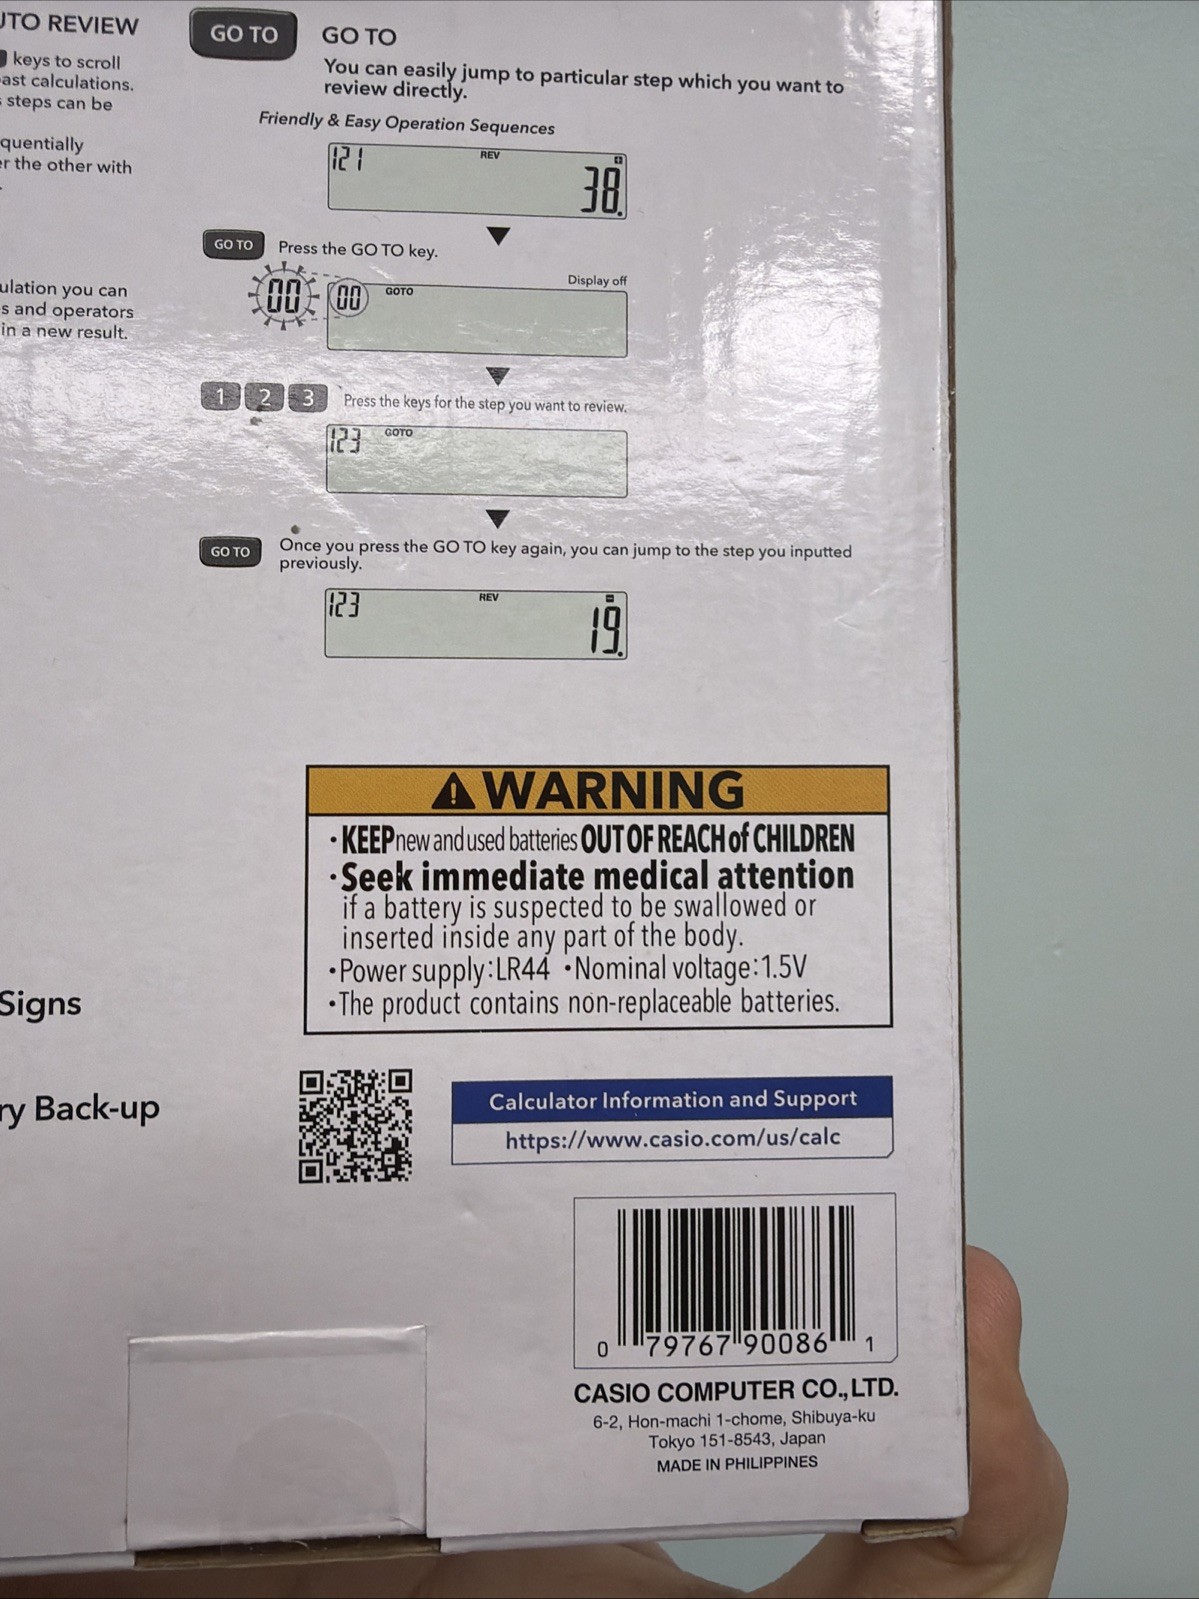 UTO REVIEW
keys to scroll
ast calculations.
steps can be
quentially
er the other with
ulation you can
s and operators
in a new result.
Signs
ry Back-up
GO TO
GO TO
You can easily jump to particular step which you want to
review directly.
Friendly & Easy Operation Sequences
121 REV
38.
GO TO Press the GO TO key.
Display off
00 00 GOTO
1 2 3 Press the keys for the step you want to review.
123 GOTO
GO TO Once you press the GO TO key again, you can jump to the step you inputted
previously.
123 REV
19.
WARNING
・KEEP new and used batteries OUT OF REACH of CHILDREN
・Seek immediate medical attention
if a battery is suspected to be swallowed or
inserted inside any part of the body.
・Power supply:LR44 ・Nominal voltage:1.5V
・The product contains non-replaceable batteries.
Calculator Information and Support
https://www.casio.com/us/calc
0 79767 90086 1
CASIO COMPUTER CO., LTD.
6-2, Hon-machi 1-chome, Shibuya-ku
Tokyo 151-8543, Japan
MADE IN PHILIPPINES